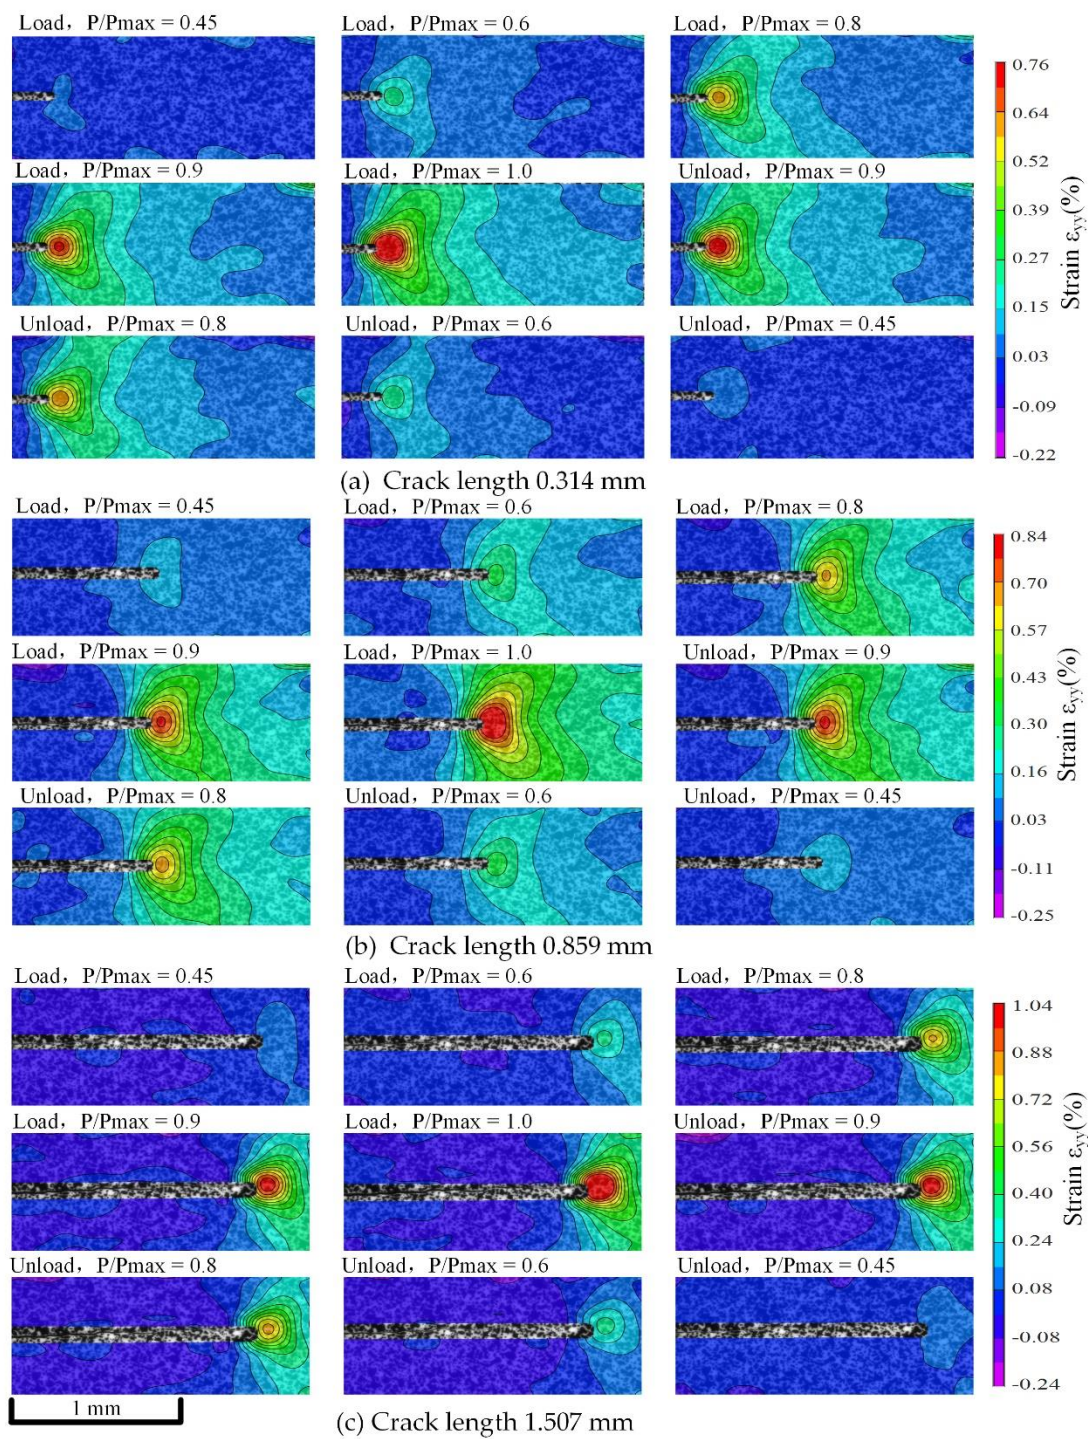 Load，P/Pmax = 0.45
Load，P/Pmax = 0.6
Load，P/Pmax = 0.8
Load，P/Pmax = 0.9
Load，P/Pmax = 1.0
Unload，P/Pmax = 0.9
Unload，P/Pmax = 0.8
Unload，P/Pmax = 0.6
Unload，P/Pmax = 0.45
0.76
0.64
0.52
0.39
0.27
0.15
0.03
-0.09
-0.22
Strain εyy(%)
(a) Crack length 0.314 mm
Load，P/Pmax = 0.45
Load，P/Pmax = 0.6
Load，P/Pmax = 0.8
Load，P/Pmax = 0.9
Load，P/Pmax = 1.0
Unload，P/Pmax = 0.9
Unload，P/Pmax = 0.8
Unload，P/Pmax = 0.6
Unload，P/Pmax = 0.45
0.84
0.70
0.57
0.43
0.30
0.16
0.03
-0.11
-0.25
Strain εyy(%)
(b) Crack length 0.859 mm
Load，P/Pmax = 0.45
Load，P/Pmax = 0.6
Load，P/Pmax = 0.8
Load，P/Pmax = 0.9
Load，P/Pmax = 1.0
Unload，P/Pmax = 0.9
Unload，P/Pmax = 0.8
Unload，P/Pmax = 0.6
Unload，P/Pmax = 0.45
1.04
0.88
0.72
0.56
0.40
0.24
0.08
-0.08
-0.24
Strain εyy(%)
1 mm
(c) Crack length 1.507 mm